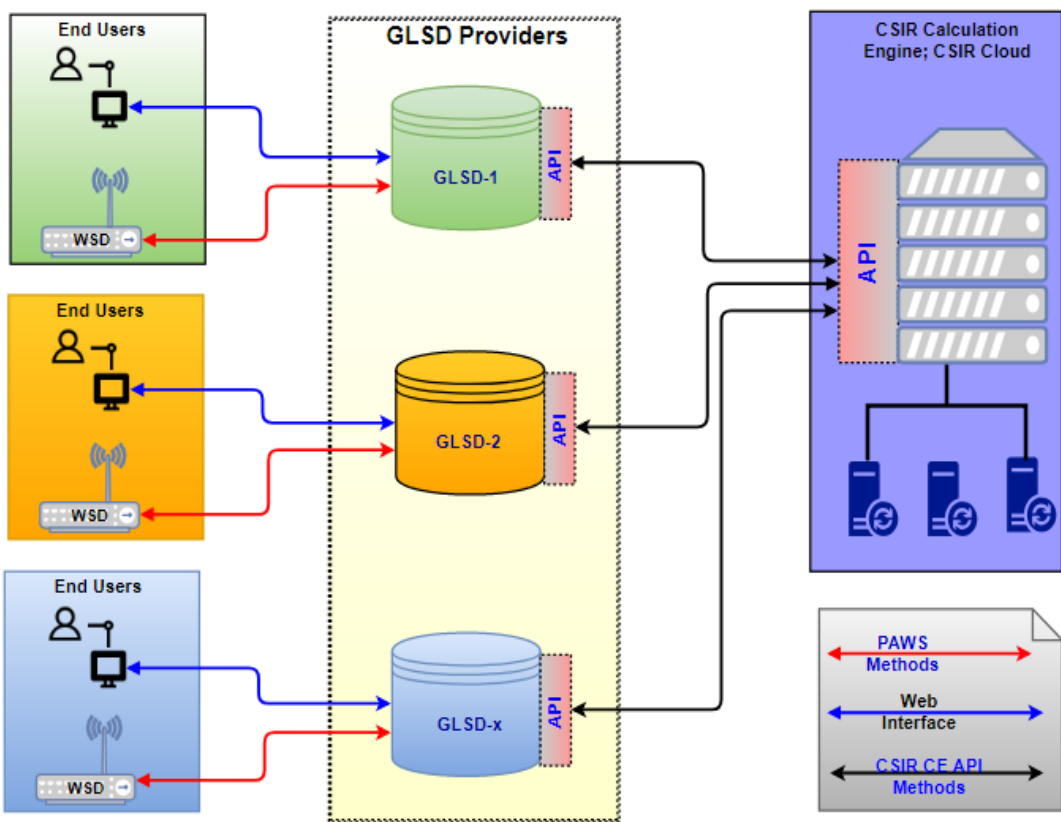 End Users
WSD
End Users
WSD
End Users
WSD
GLSD Providers
GLSD-1
API
GLSD-2
API
GLSD-x
API
CSIR Calculation
Engine; CSIR Cloud
API
PAWS
Methods
Web
Interface
CSIR CE API
Methods